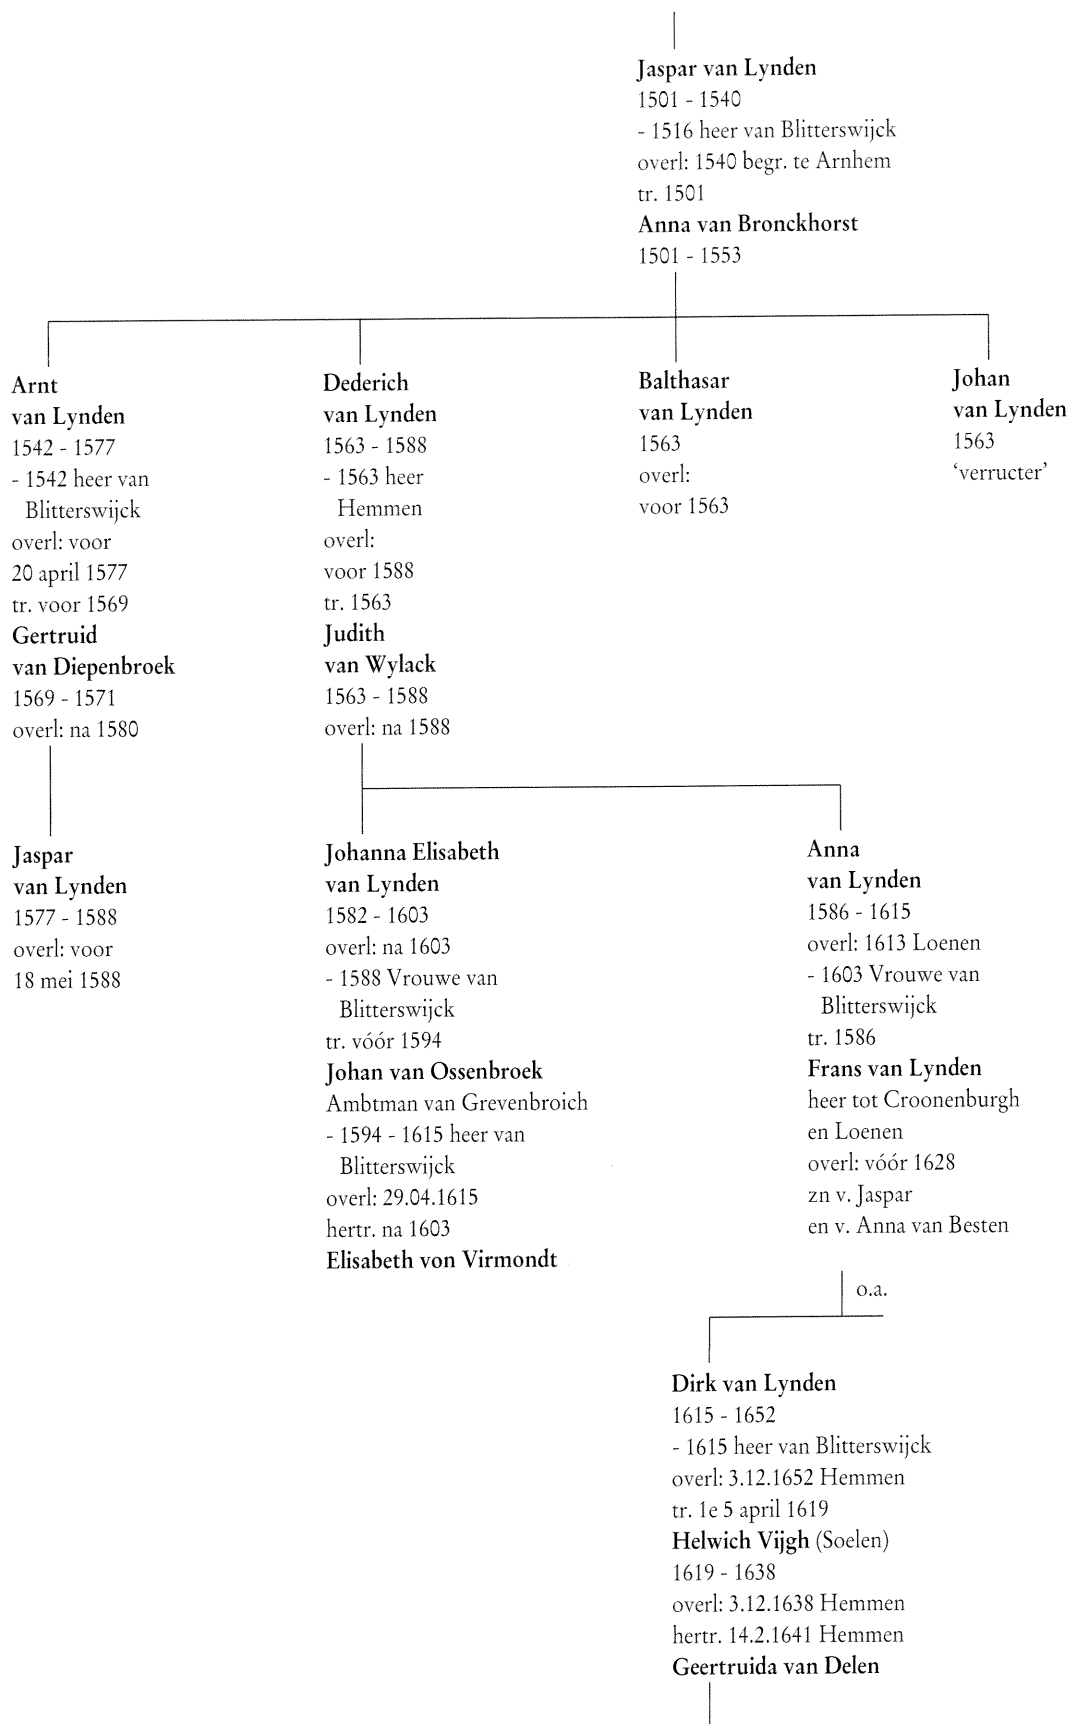 Jaspar van Lynden
1501 - 1540
- 1516 heer van Blitterswijck
overl: 1540 begr. te Arnhem
tr. 1501
Anna van Bronckhorst
1501 - 1553
Arnt
van Lynden
1542 - 1577
- 1542 heer van
Blitterswijck
overl: voor
20 april 1577
tr. voor 1569
Gertruid
van Diepenbroek
1569 - 1571
overl: na 1580
Dederich
van Lynden
1563 - 1588
- 1563 heer
Hemmen
overl:
voor 1588
tr. 1563
Judith
van Wylack
1563 - 1588
overl: na 1588
Balthasar
van Lynden
1563
overl:
voor 1563
Johan
van Lynden
1563
‘verructer’
Jaspar
van Lynden
1577 - 1588
overl: voor
18 mei 1588
Johanna Elisabeth
van Lynden
1582 - 1603
overl: na 1603
- 1588 Vrouwe van
Blitterswijck
tr. vóór 1594
Johan van Ossenbroek
Ambtman van Grevenbroich
- 1594 - 1615 heer van
Blitterswijck
overl: 29.04.1615
hertr. na 1603
Elisabeth von Virmondt
Anna
van Lynden
1586 - 1615
overl: 1613 Loenen
- 1603 Vrouwe van
Blitterswijck
tr. 1586
Frans van Lynden
heer tot Croonenburgh
en Loenen
overl: vóór 1628
zn v. Jaspar
en v. Anna van Besten
o.a.
Dirk van Lynden
1615 - 1652
- 1615 heer van Blitterswijck
overl: 3.12.1652 Hemmen
tr. 1e 5 april 1619
Helwich Vijgh (Soelen)
1619 - 1638
overl: 3.12.1638 Hemmen
hertr. 14.2.1641 Hemmen
Geertruida van Delen